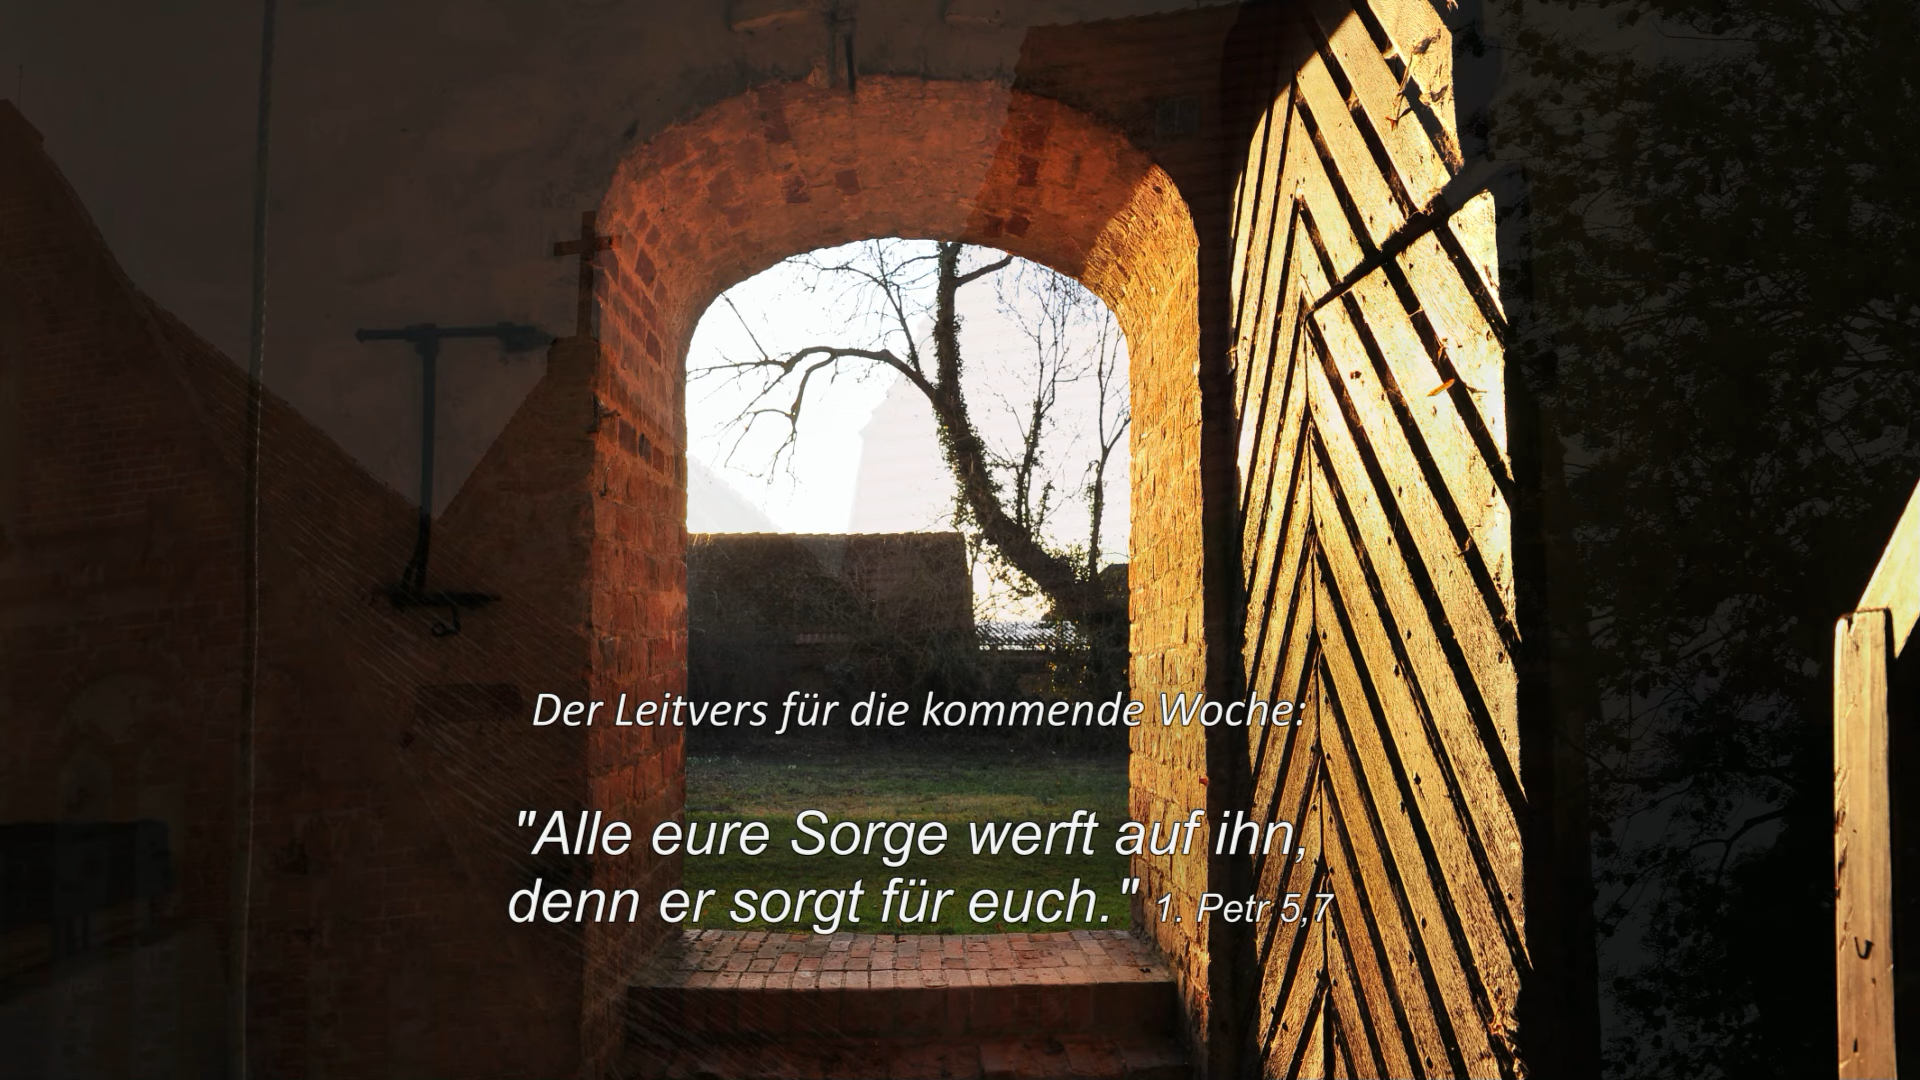 Der Leitvers für die kommende Woche:
"Alle eure Sorge werft auf ihn,
denn er sorgt für euch." 1. Petr 5,7